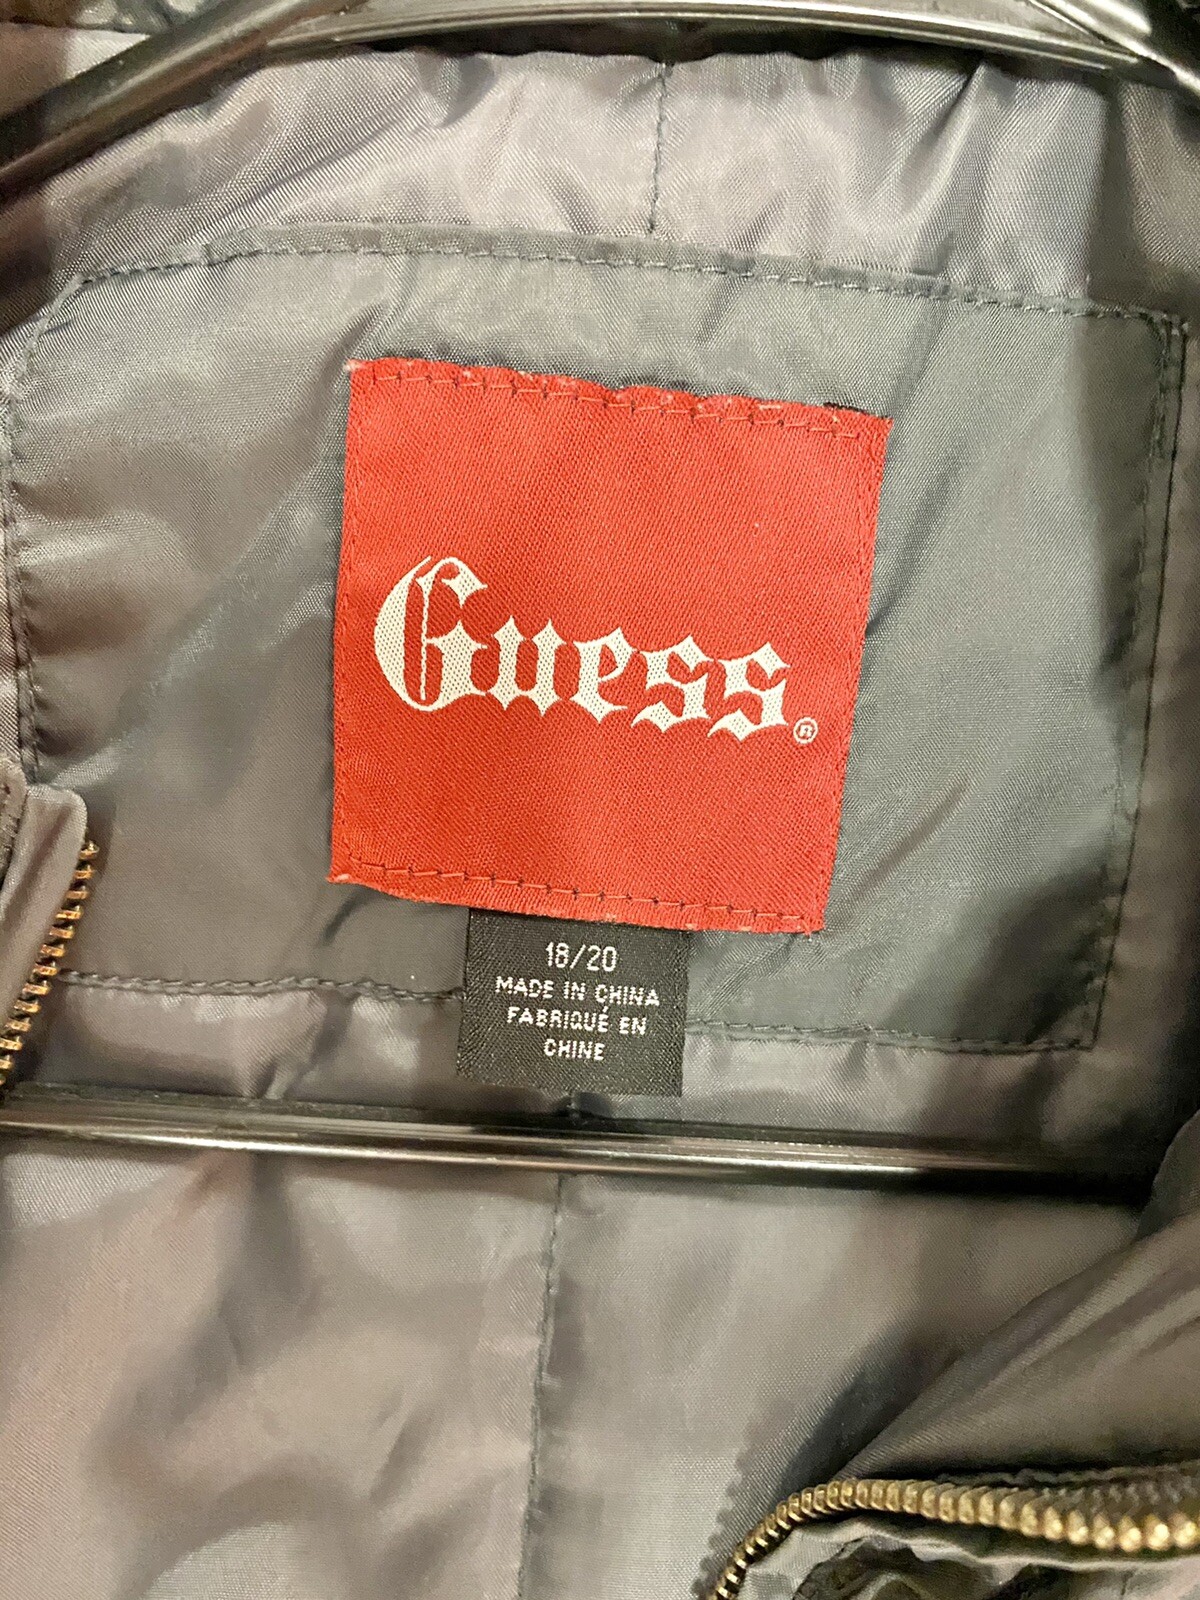 Guess®
18/20
MADE IN CHINA
FABRIQUÉ EN
CHINE